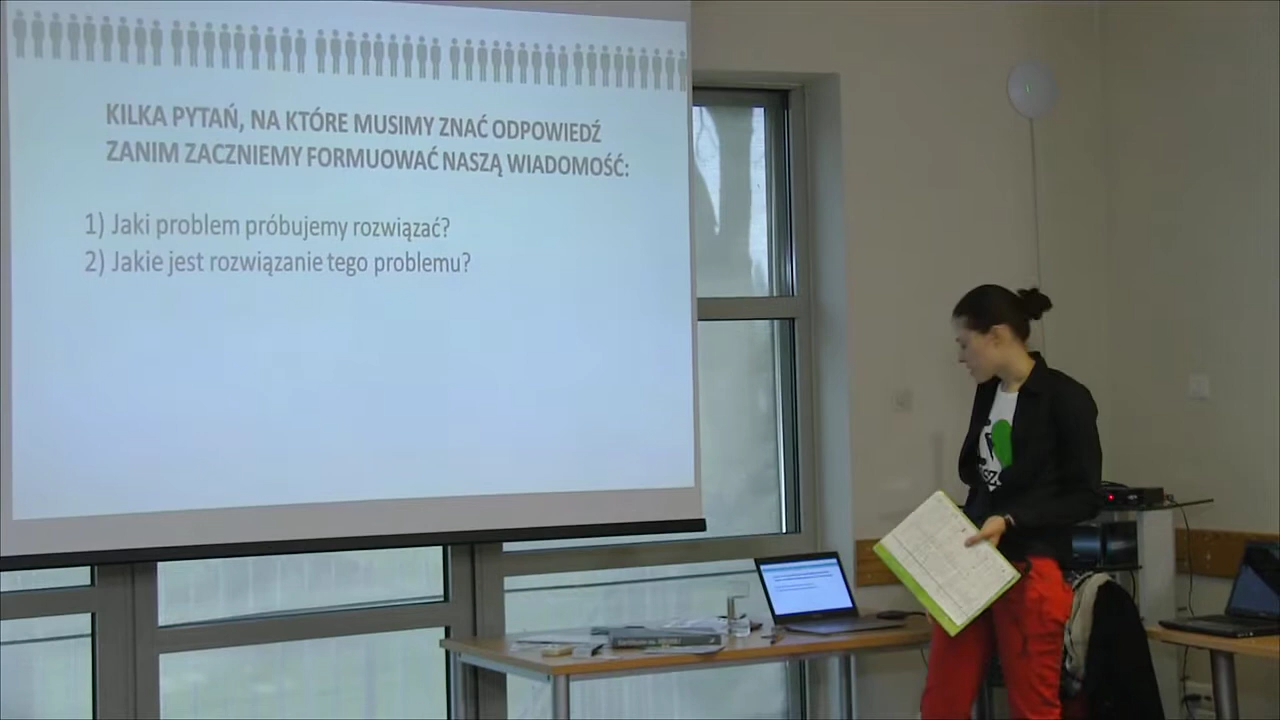 KILKA PYTAŃ, NA KTÓRE MUSIMY ZNAĆ ODPOWIEDŹ
ZANIM ZACZNIEMY FORMUOWAĆ NASZĄ WIADOMOŚĆ:
1) Jaki problem próbujemy rozwiązać?
2) Jakie jest rozwiązanie tego problemu?